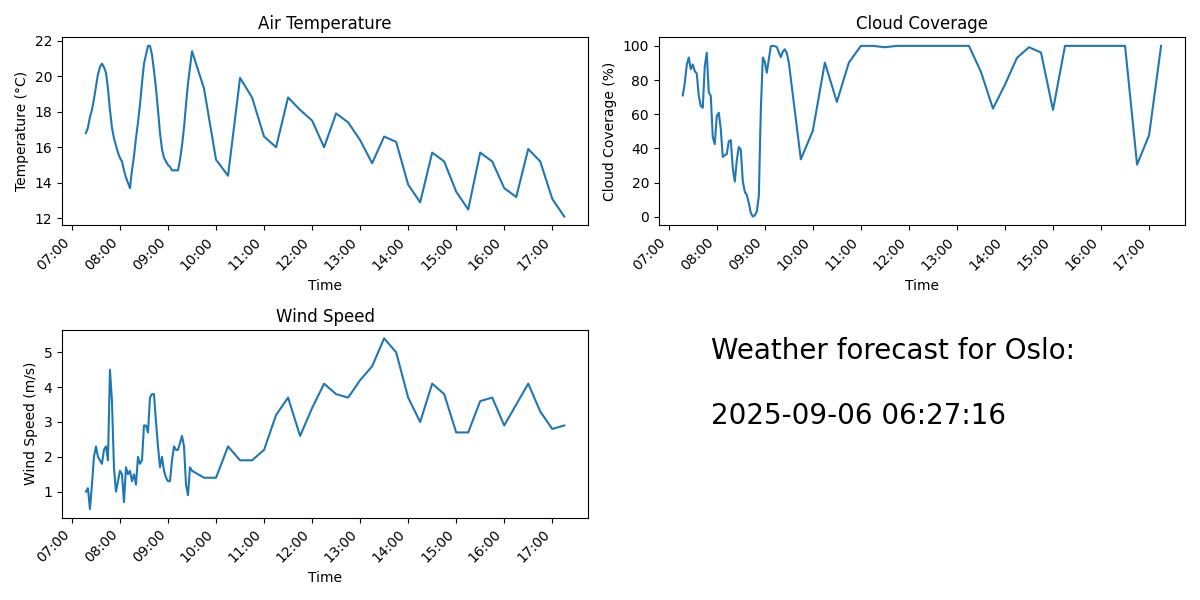 Air Temperature
Temperature (°C)
22
20
18
16
14
12
07:00 08:00 09:00 10:00 11:00 12:00 13:00 14:00 15:00 16:00 17:00
Time
Cloud Coverage
Cloud Coverage (%)
100
80
60
40
20
0
07:00 08:00 09:00 10:00 11:00 12:00 13:00 14:00 15:00 16:00 17:00
Time
Wind Speed
Wind Speed (m/s)
5
4
3
2
1
07:00 08:00 09:00 10:00 11:00 12:00 13:00 14:00 15:00 16:00 17:00
Time
Weather forecast for Oslo:
2025-09-06 06:27:16